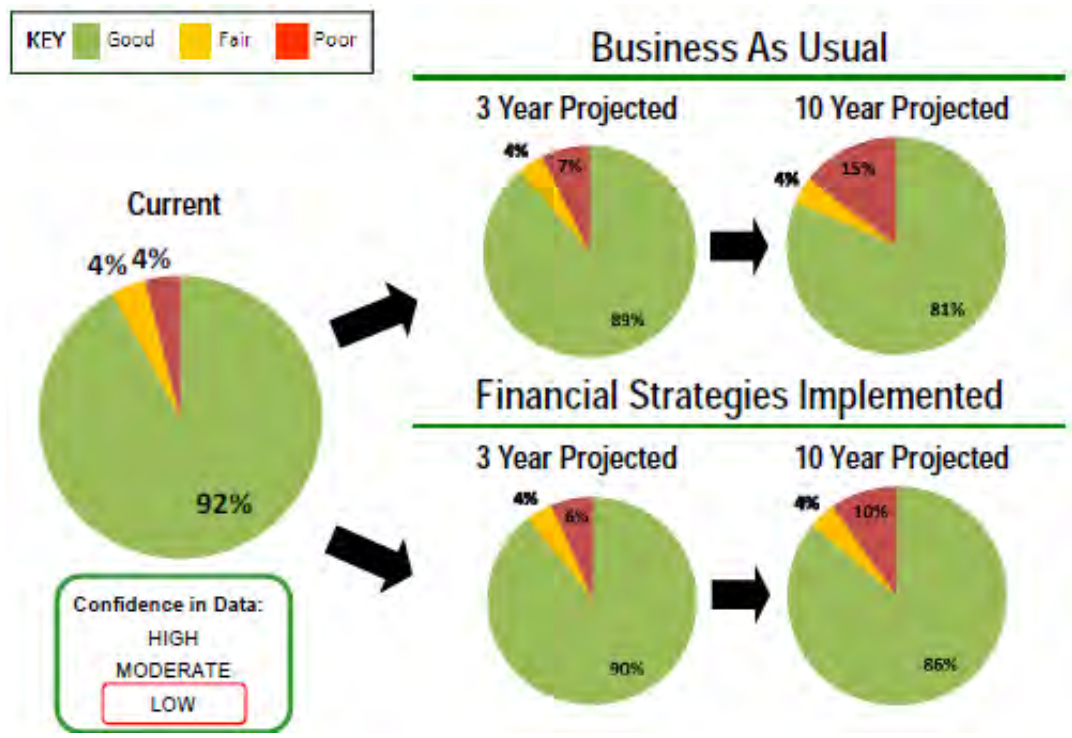 KEY Good Fair Poor
Business As Usual
3 Year Projected
10 Year Projected
4%
7%
89%
4%
15%
81%
Current
4%
4%
92%
Financial Strategies Implemented
3 Year Projected
10 Year Projected
4%
6%
90%
4%
10%
86%
Confidence in Data:
HIGH
MODERATE
LOW